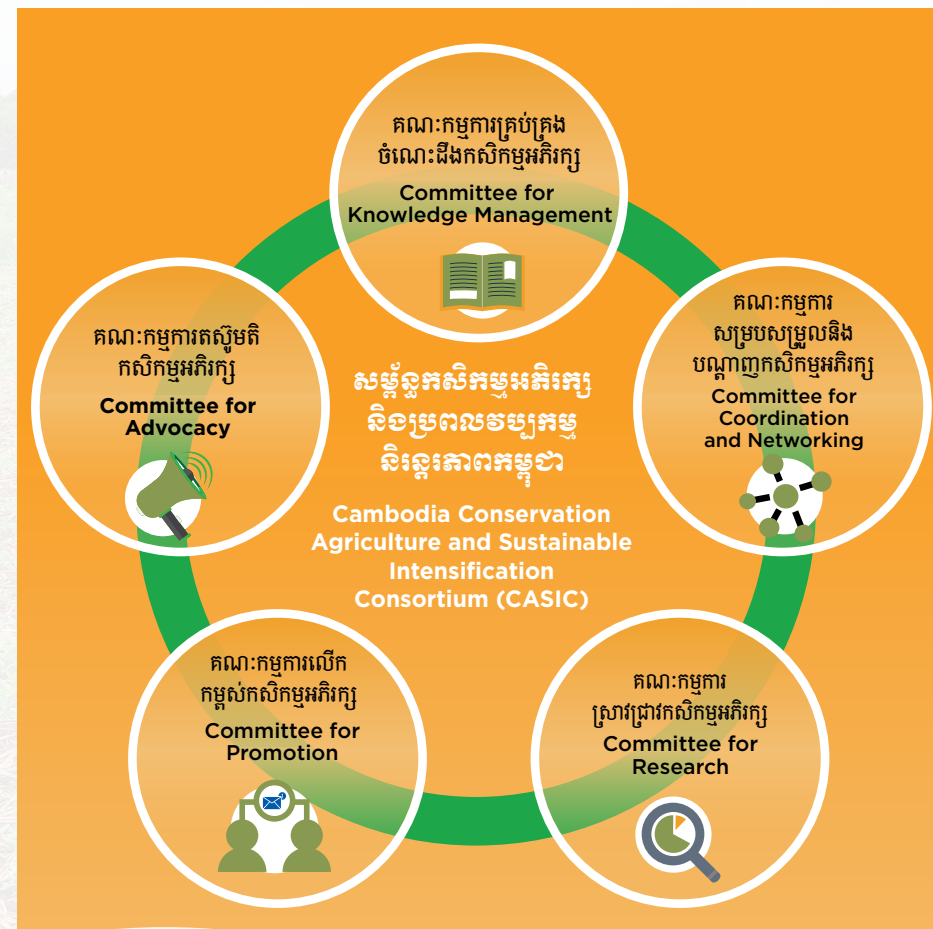 គណៈកម្មការគ្រប់គ្រង
ចំណេះដឹងកសិកម្មអភិរក្ស
Committee for
Knowledge Management
គណៈកម្មការតស៊ូមតិ
កសិកម្មអភិរក្ស
Committee for
Advocacy
គណៈកម្មការ
សម្របសម្រួលនិង
បណ្តាញកសិកម្មអភិរក្ស
Committee for
Coordination
and Networking
សម្ព័ន្ធកសិកម្មអភិរក្ស
និងប្រពលវប្បកម្ម
និរន្តរភាពកម្ពុជា
Cambodia Conservation
Agriculture and Sustainable
Intensification
Consortium (CASIC)
គណៈកម្មការលើក
កម្ពស់កសិកម្មអភិរក្ស
Committee for
Promotion
គណៈកម្មការ
ស្រាវជ្រាវកសិកម្មអភិរក្ស
Committee for
Research